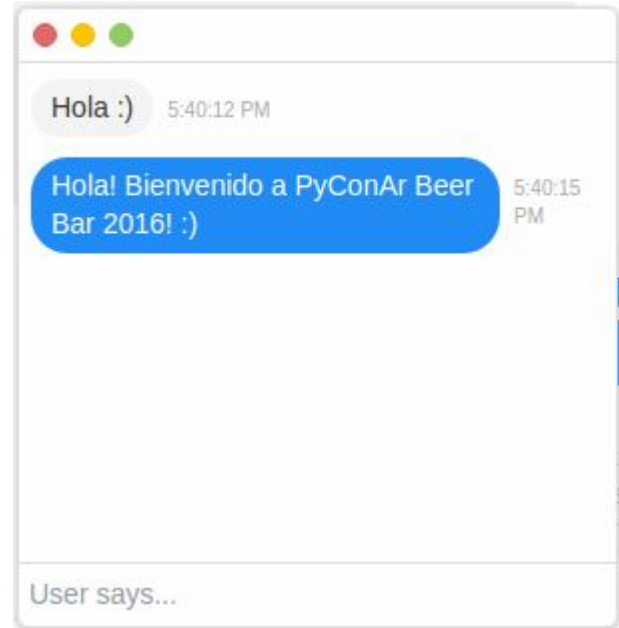 Hola :)
5:40:12 PM
Hola! Bienvenido a PyConAr Beer
Bar 2016! :)
5:40:15
PM
User says...